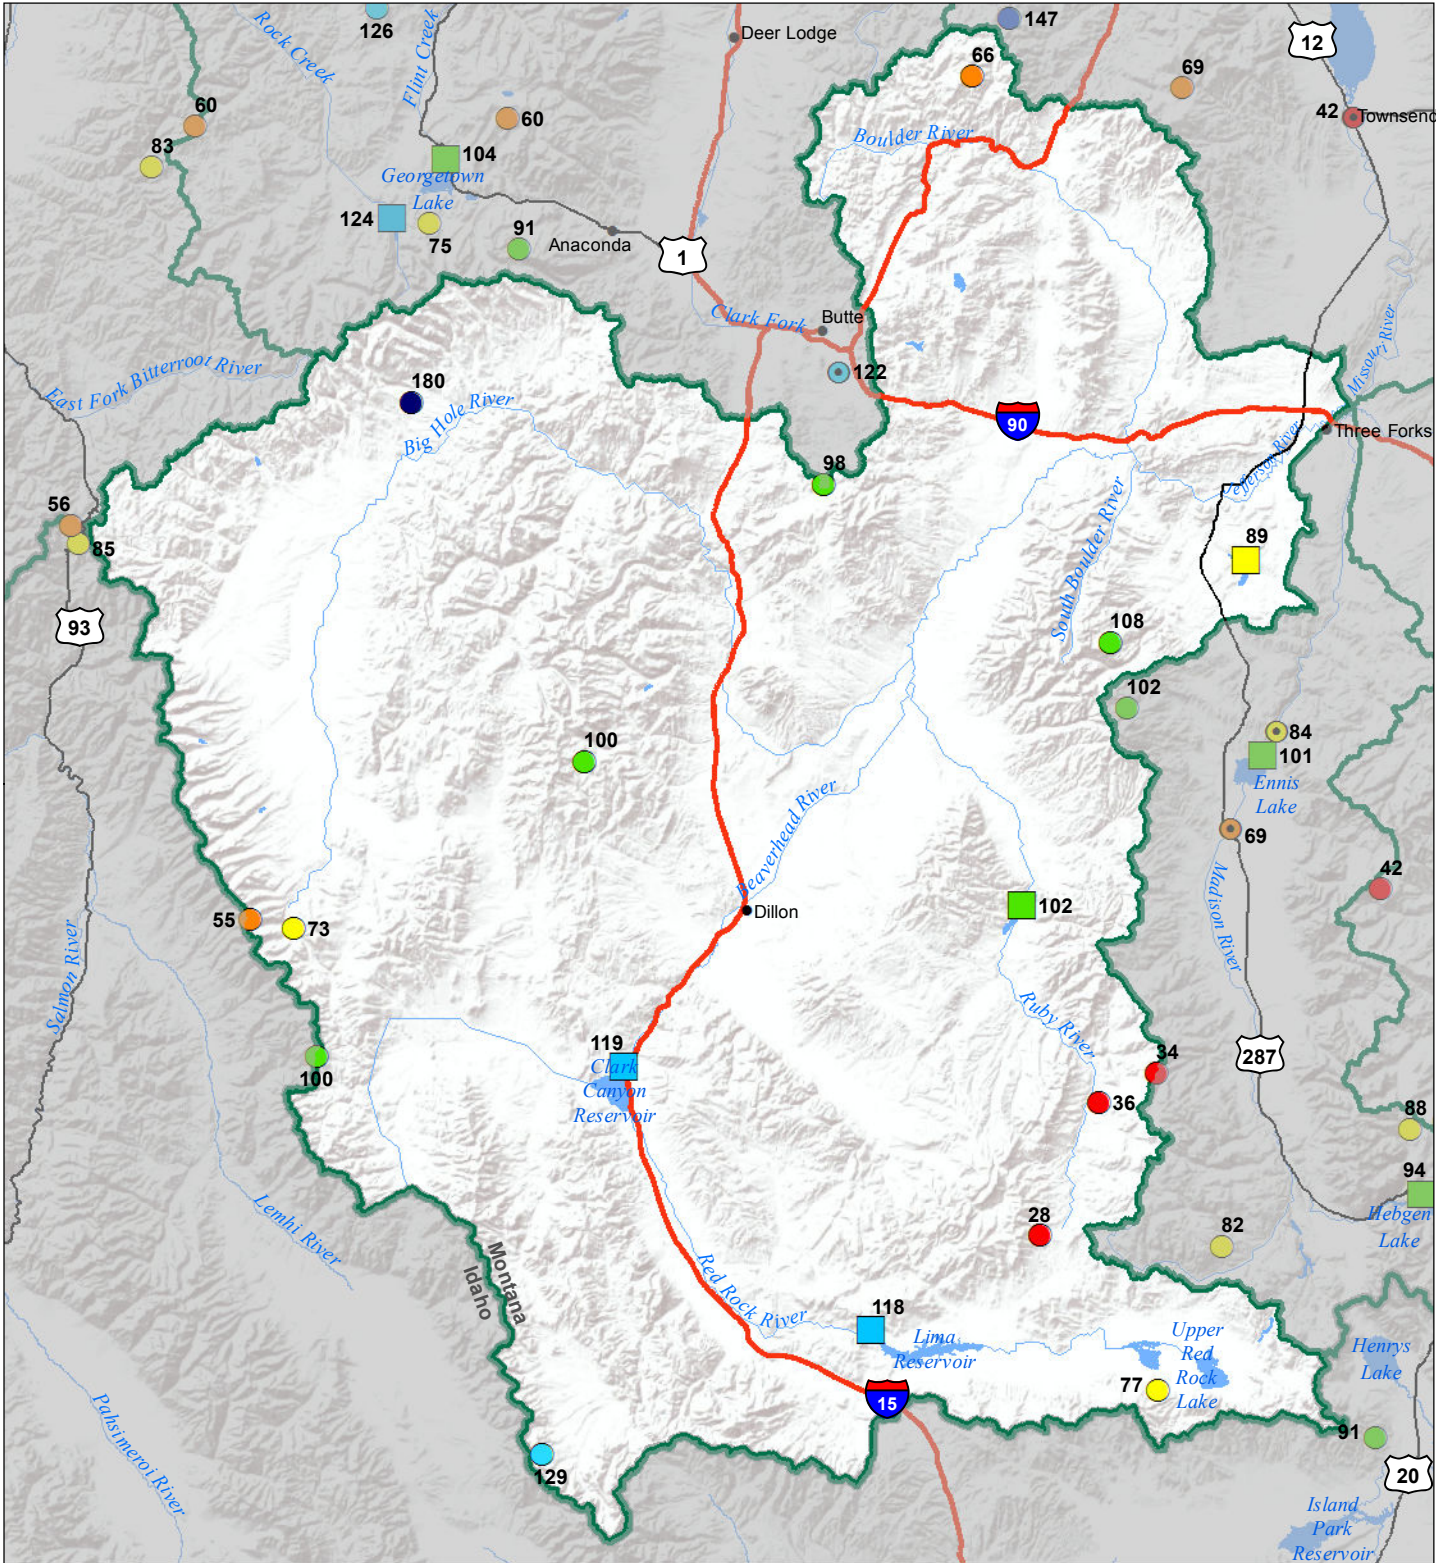 126
Rock Creek
Flint Creek
Deer Lodge
147
12
66
69
42
Townsend
60
83
60
Boulder River
104
Georgetown
Lake
124
75
91
Anaconda
1
Clark Fork
Butte
122
Missouri River
East Fork Bitterroot River
180
Big Hole River
90
Three Forks
Jefferson River
98
56
85
South Boulder River
89
93
108
102
84
101
Ennis
Lake
100
Beaverhead River
69
42
Madison River
55
73
Dillon
102
Salmon River
Ruby River
119
Clark
Canyon
Reservoir
100
34
36
287
88
94
Hebgen
Lake
Lemhi River
Montana
Idaho
28
82
Red Rock River
118
Lima
Reservoir
Upper
Red
Rock
Lake
77
Henrys
Lake
15
91
20
Pahsimeroi River
129
Island
Park
Reservoir